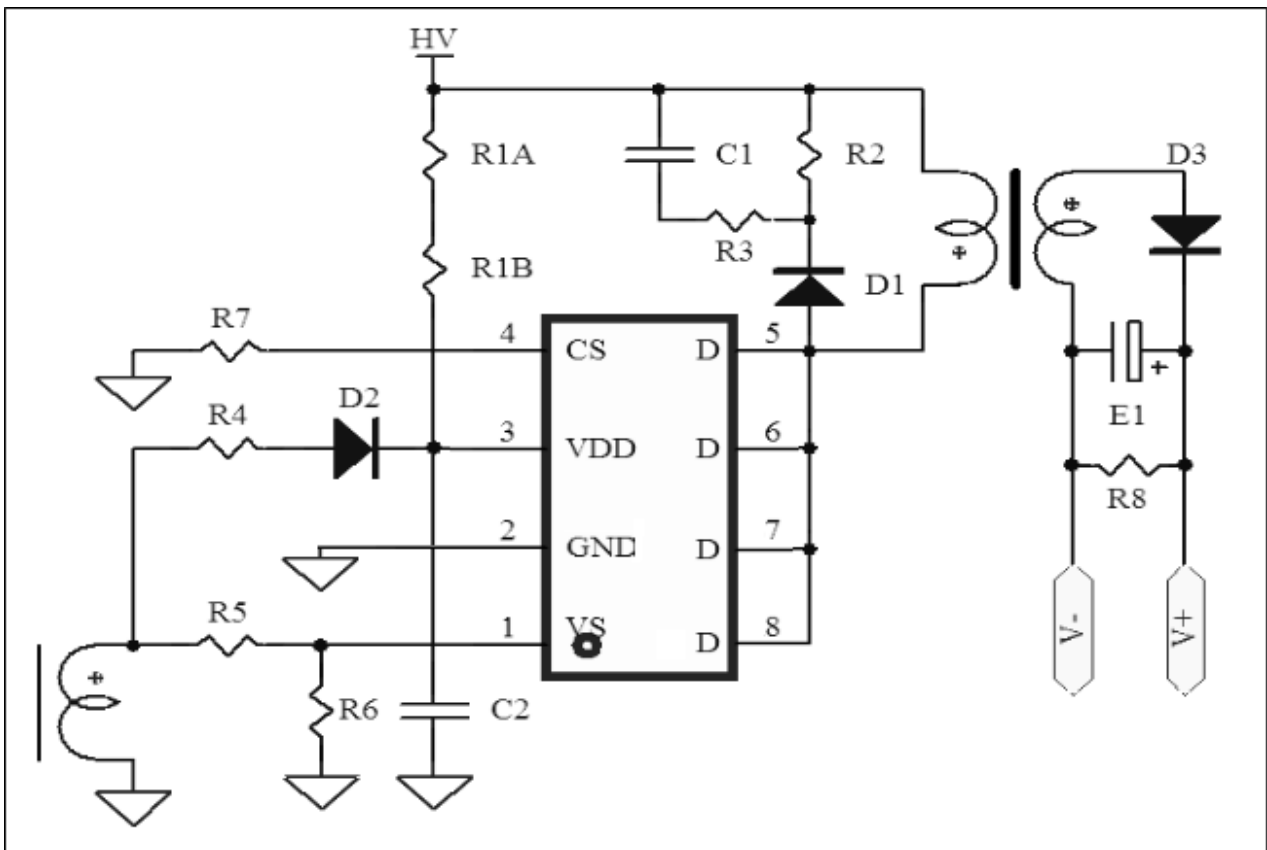 HV
R1A
C1
R2
D3
R3
R1B
D1
R7
4
CS
D
5
E1
+
R4
D2
3
VDD
D
6
R8
2
GND
D
7
R5
1
VS
D
8
V-
V+
R6
C2